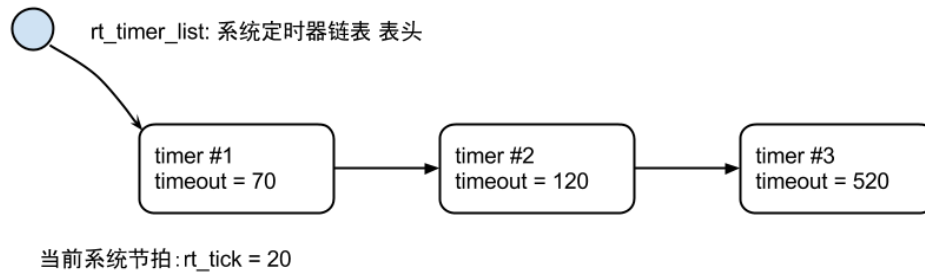 rt_timer_list: 系统定时器链表 表头
timer #1
timeout = 70
timer #2
timeout = 120
timer #3
timeout = 520
当前系统节拍：rt_tick = 20